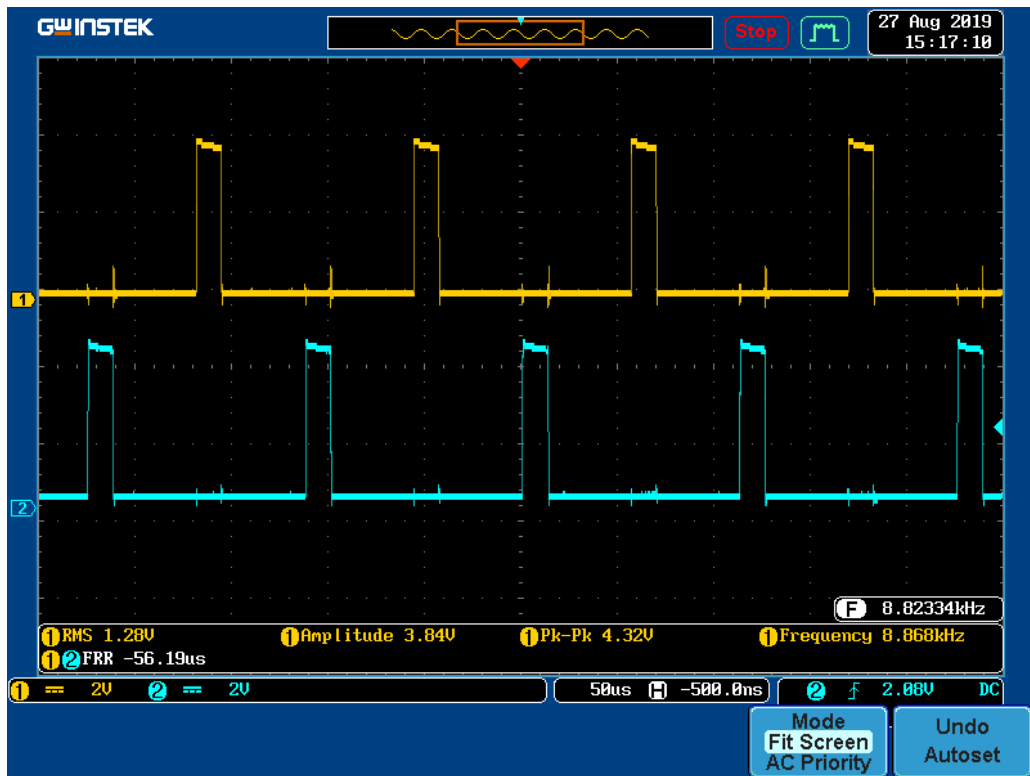 GWINSTEK
Stop
27 Aug 2019
15:17:10
1
2
F 8.82334kHz
1 RMS 1.28V 1 Amplitude 3.84V 1 Pk-Pk 4.32V 1 Frequency 8.868kHz
1 2 FRR -56.19us
1 2V 2 2V 50us H -500.0ns 2 2.08V DC
Mode
Fit Screen
AC Priority
Undo
Autoset